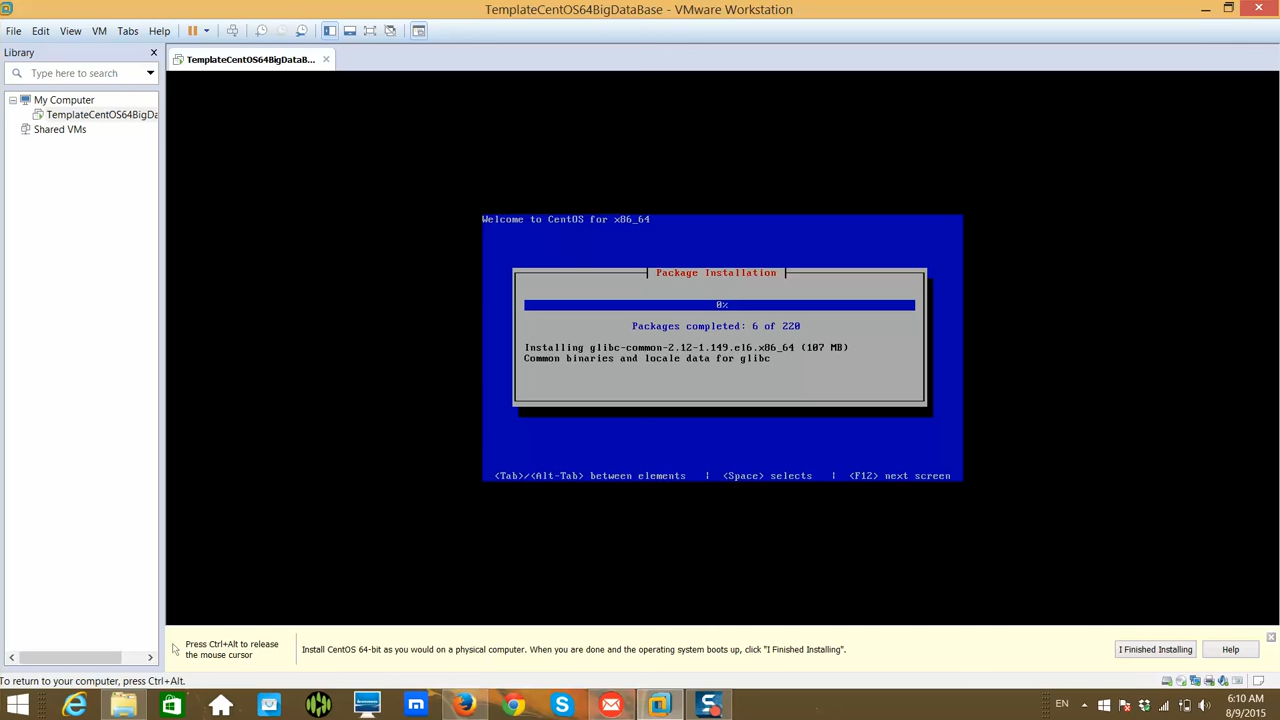 TemplateCentOS64BigDataBase - VMware Workstation
File Edit View VM Tabs Help
Library
TemplateCentOS64BigDataB...
Type here to search
My Computer
TemplateCentOS64BigDa
Shared VMs
Welcome to CentOS for x86_64
Package Installation
0%
Packages completed: 6 of 220
Installing glibc-common-2.12-1.149.el6.x86_64 (107 MB)
Common binaries and locale data for glibc
<Tab>/<Alt-Tab> between elements | <Space> selects | <F12> next screen
Press Ctrl+Alt to release
the mouse cursor
Install CentOS 64-bit as you would on a physical computer. When you are done and the operating system boots up, click "I Finished Installing".
I Finished Installing
Help
To return to your computer, press Ctrl+Alt.
EN
6:10 AM
8/9/2015